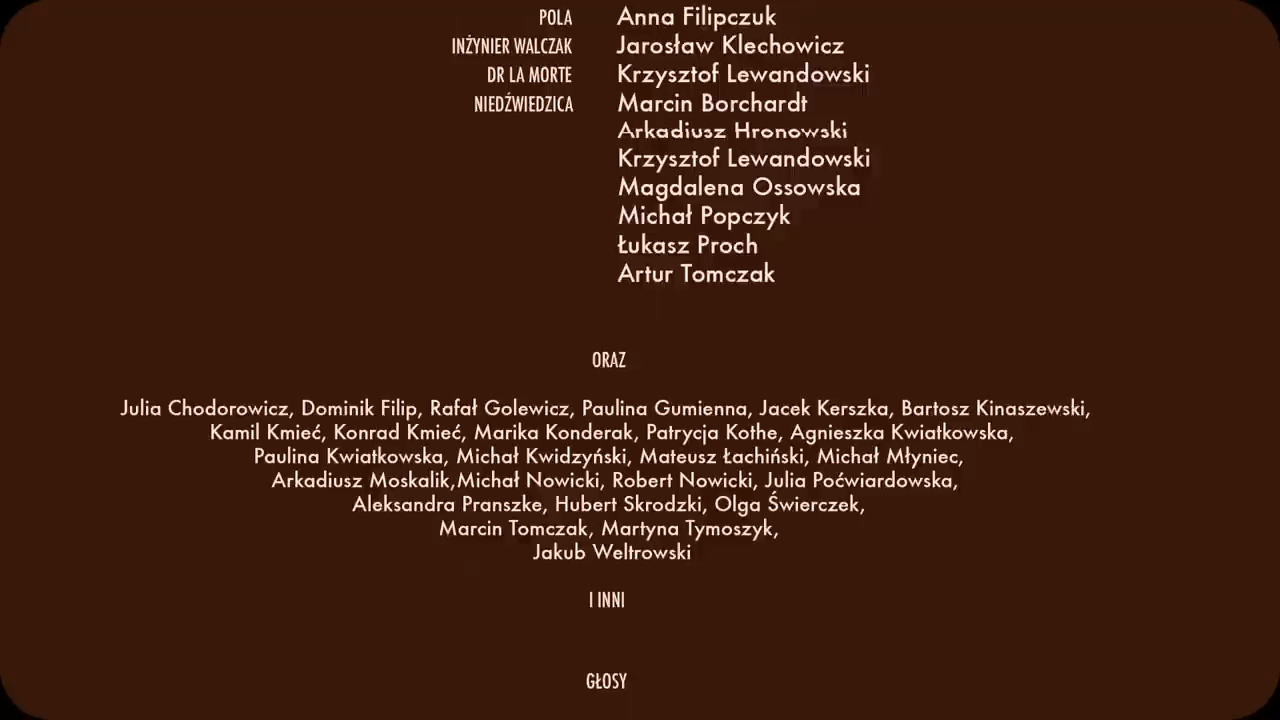 POLA Anna Filipczuk
INŻYNIER WALCZAK Jarosław Klechowicz
DR LA MORTE Krzysztof Lewandowski
NIEDŹWIEDZICA Marcin Borchardt
Arkadiusz Hronowski
Krzysztof Lewandowski
Magdalena Ossowska
Michał Popczyk
Łukasz Proch
Artur Tomczak
ORAZ
Julia Chodorowicz, Dominik Filip, Rafał Golewicz, Paulina Gumienna, Jacek Kerszka, Bartosz Kinaszewski,
Kamil Kmieć, Konrad Kmieć, Marika Konderak, Patrycja Kothe, Agnieszka Kwiatkowska,
Paulina Kwiatkowska, Michał Kwidzyński, Mateusz Łachiński, Michał Młyniec,
Arkadiusz Moskalik,Michał Nowicki, Robert Nowicki, Julia Poćwiardowska,
Aleksandra Pranszke, Hubert Skrodzki, Olga Świerczek,
Marcin Tomczak, Martyna Tymoszyk,
Jakub Weltrowski
I INNI
GŁOSY